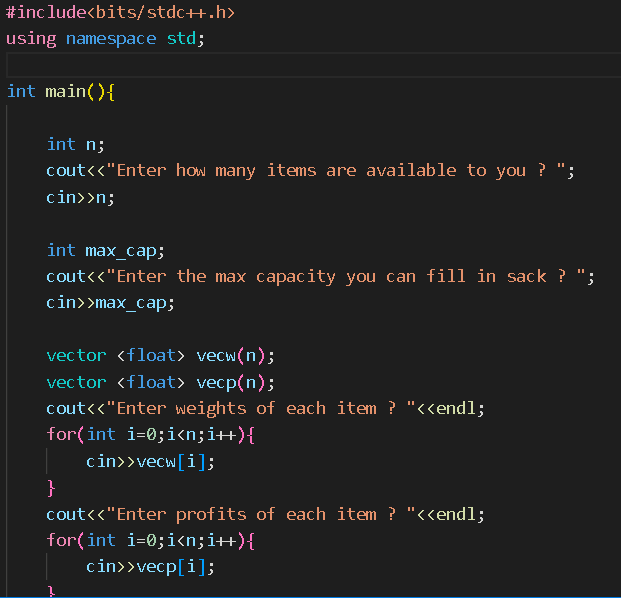 #include<bits/stdc++.h>
using namespace std;
int main(){
int n;
cout<<"Enter how many items are available to you ? ";
cin>>n;
int max_cap;
cout<<"Enter the max capacity you can fill in sack ? ";
cin>>max_cap;
vector <float> vecw(n);
vector <float> vecp(n);
cout<<"Enter weights of each item ? "<<endl;
for(int i=0;i<n;i++){
cin>>vecw[i];
}
cout<<"Enter profits of each item ? "<<endl;
for(int i=0;i<n;i++){
cin>>vecp[i];
}